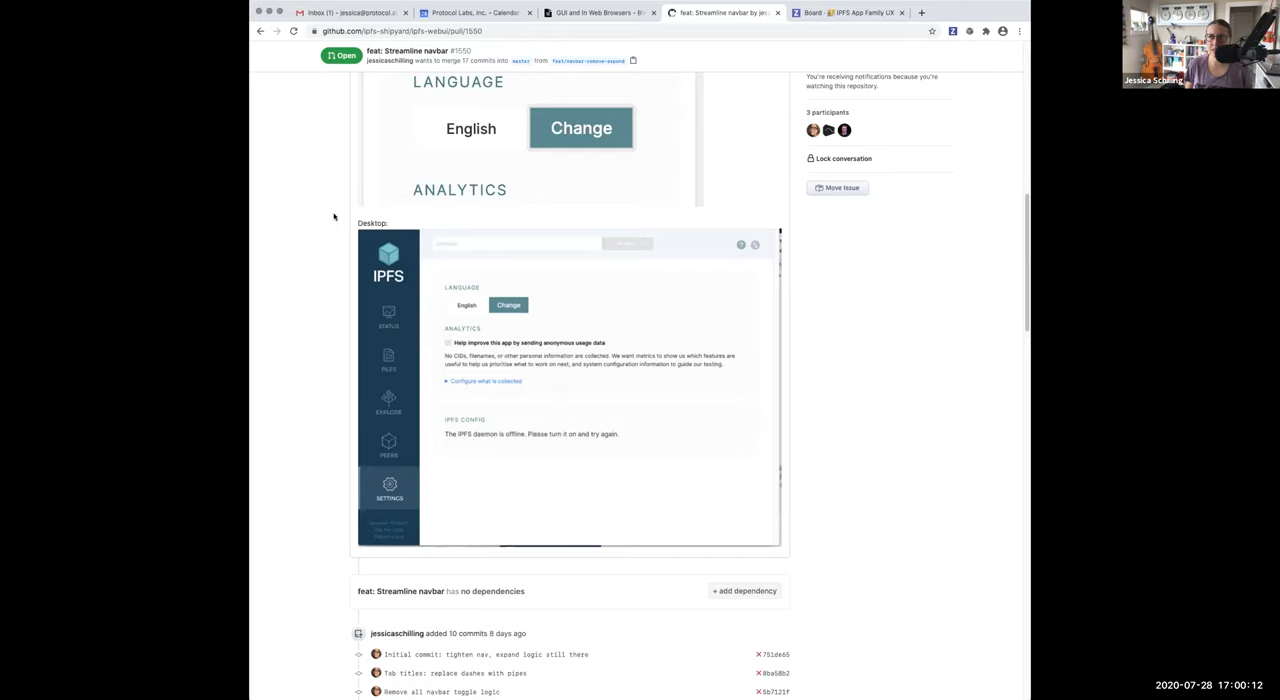 Inbox (1) - jessica@protocol.ai
Protocol Labs, Inc. - Calendar
GUI and In Web Browsers - Bl
feat: Streamline navbar by jes
Board · IPFS App Family UX
github.com/ipfs-shipyard/ipfs-webui/pull/1550
Open
feat: Streamline navbar #1550
jessicaschilling wants to merge 17 commits into master from feat/navbar-remove-expand
You're receiving notifications because you're
watching this repository.
3 participants
Lock conversation
Move Issue
LANGUAGE
English
Change
ANALYTICS
Desktop:
IPFS
STATUS
FILES
EXPLORE
PEERS
SETTINGS
LANGUAGE
English
Change
ANALYTICS
Help improve this app by sending anonymous usage data
No CIDs, filenames, or other personal information are collected. We want metrics to show us which features are
useful to help us prioritise what to work on next, and system configuration information to guide our testing.
Configure what is collected
IPFS CONFIG
The IPFS daemon is offline. Please turn it on and try again.
feat: Streamline navbar has no dependencies
+ add dependency
jessicaschilling added 10 commits 8 days ago
Initial commit: tighten nav, expand logic still there
751de65
Tab titles: replace dashes with pipes
8ba58b2
Remove all navbar toggle logic
5b7121f
Jessica Schilling
2020-07-28 17:00:12